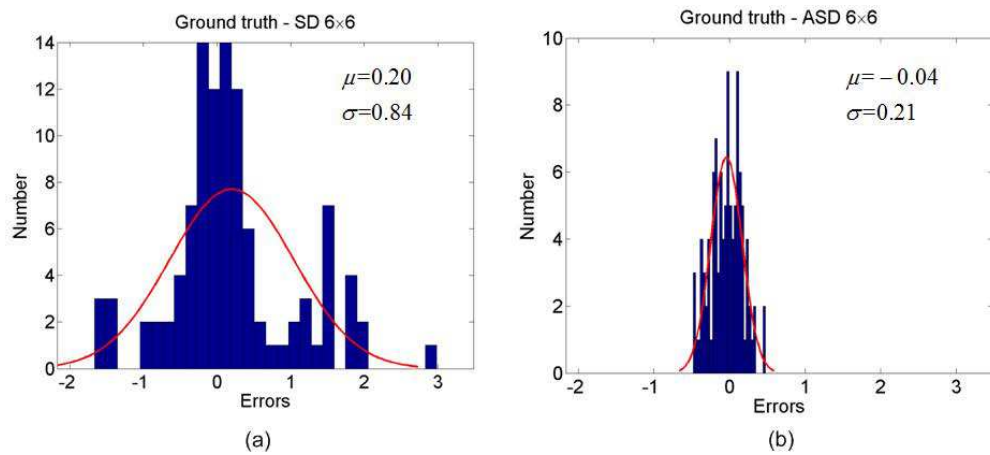 Ground truth - SD 6×6
14
12
10
8
6
4
2
0
Number
μ=0.20
σ=0.84
-2 -1 0 1 2 3
Errors
(a)
Ground truth - ASD 6×6
10
8
6
4
2
0
Number
μ= −0.04
σ=0.21
-2 -1 0 1 2 3
Errors
(b)